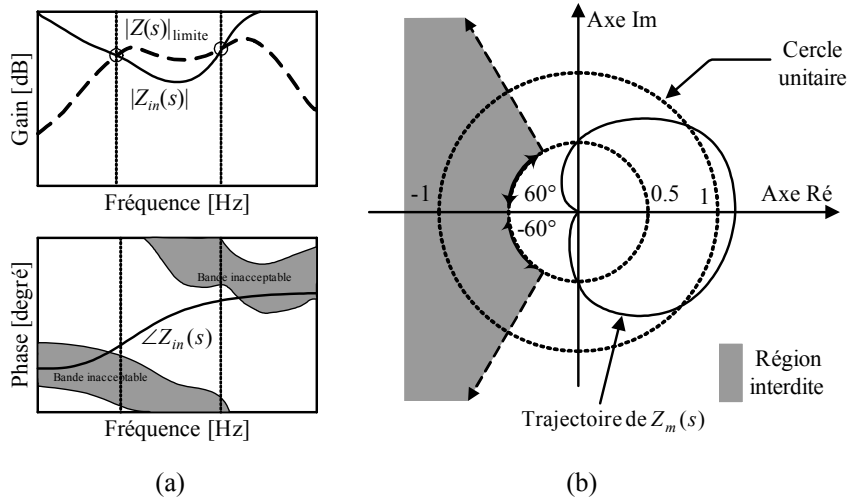 |Z(s)|limite
|Zin(s)|
Gain [dB]
Fréquence [Hz]
Bande inacceptable
∠Zin(s)
Bande inacceptable
Phase [degré]
Fréquence [Hz]
(a)
Axe Im
Cercle
unitaire
-1
60°
-60°
0.5
1
Axe Ré
Région
interdite
Trajectoire de Zm(s)
(b)